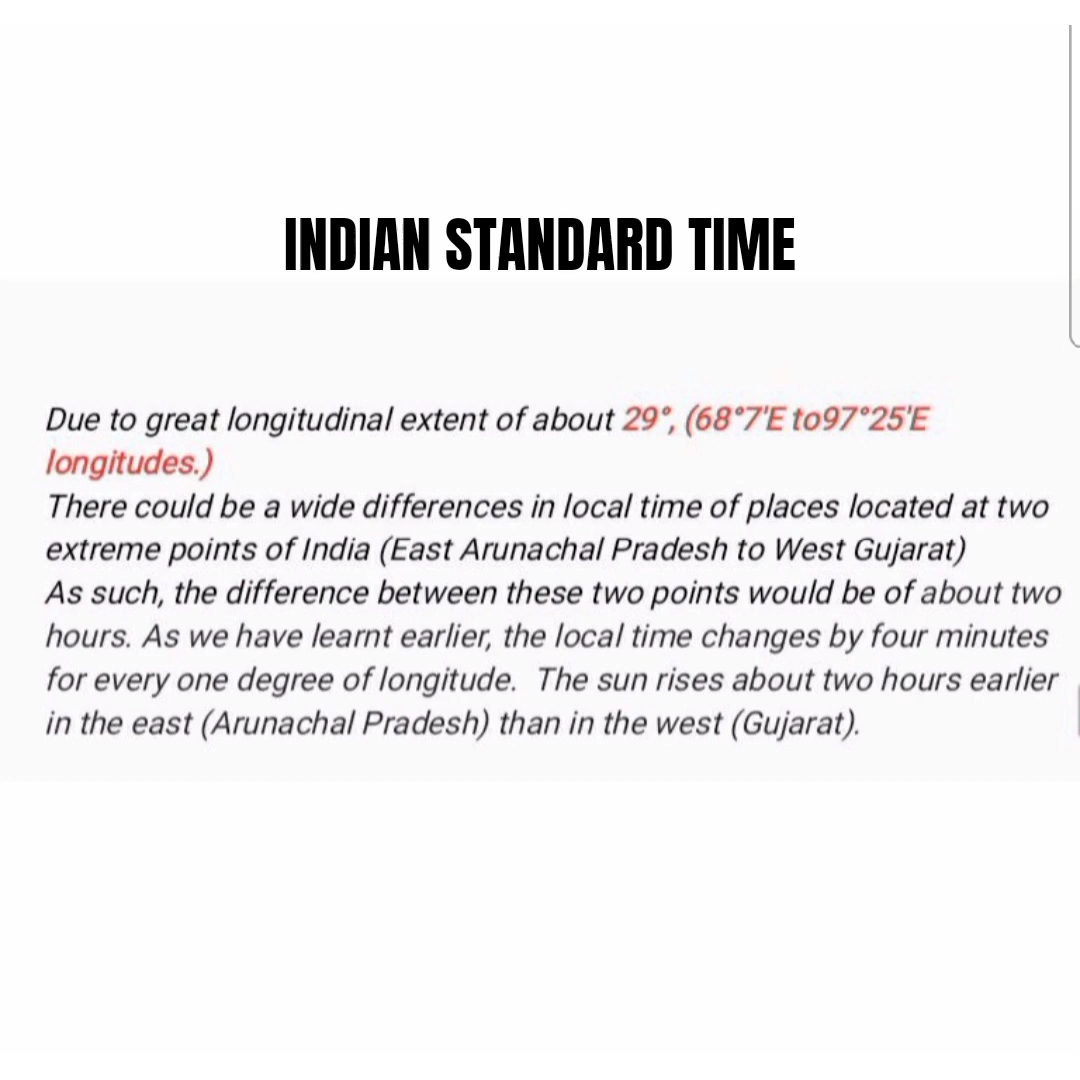 INDIAN STANDARD TIME
Due to great longitudinal extent of about 29°, (68°7'E to97°25'E
longitudes.)
There could be a wide differences in local time of places located at two
extreme points of India (East Arunachal Pradesh to West Gujarat)
As such, the difference between these two points would be of about two
hours. As we have learnt earlier, the local time changes by four minutes
for every one degree of longitude.  The sun rises about two hours earlier
in the east (Arunachal Pradesh) than in the west (Gujarat).